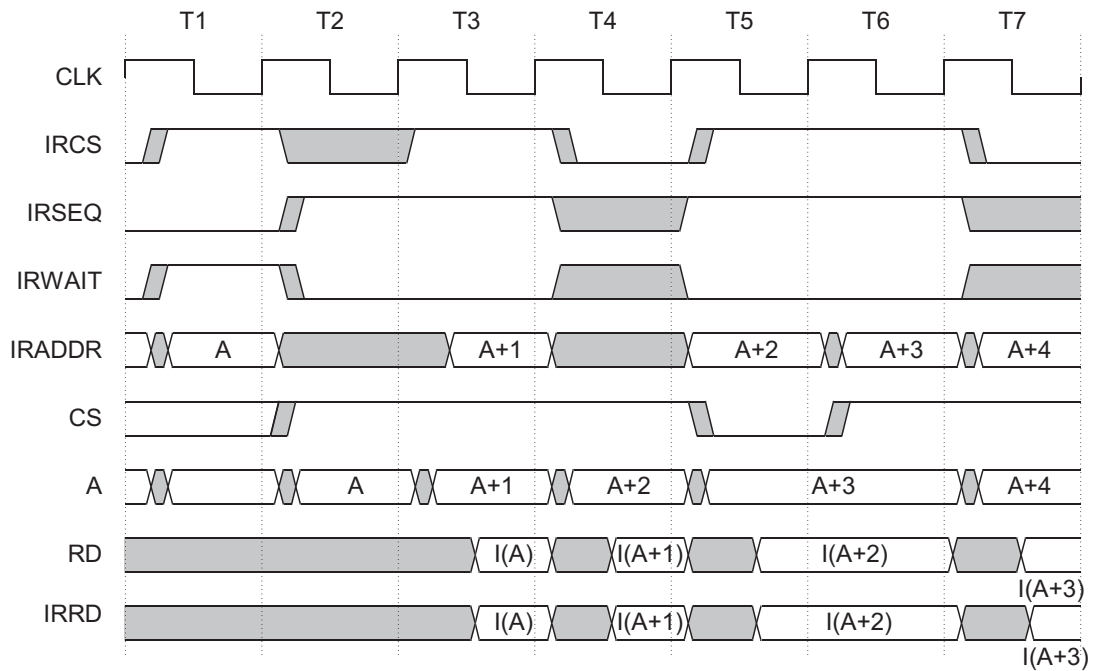 T1 T2 T3 T4 T5 T6 T7
CLK
IRCS
IRSEQ
IRWAIT
IRADDR A A+1 A+2 A+3 A+4
CS
A A A+1 A+2 A+3 A+4
RD I(A) I(A+1) I(A+2)
I(A+3)
IRRD I(A) I(A+1) I(A+2)
I(A+3)